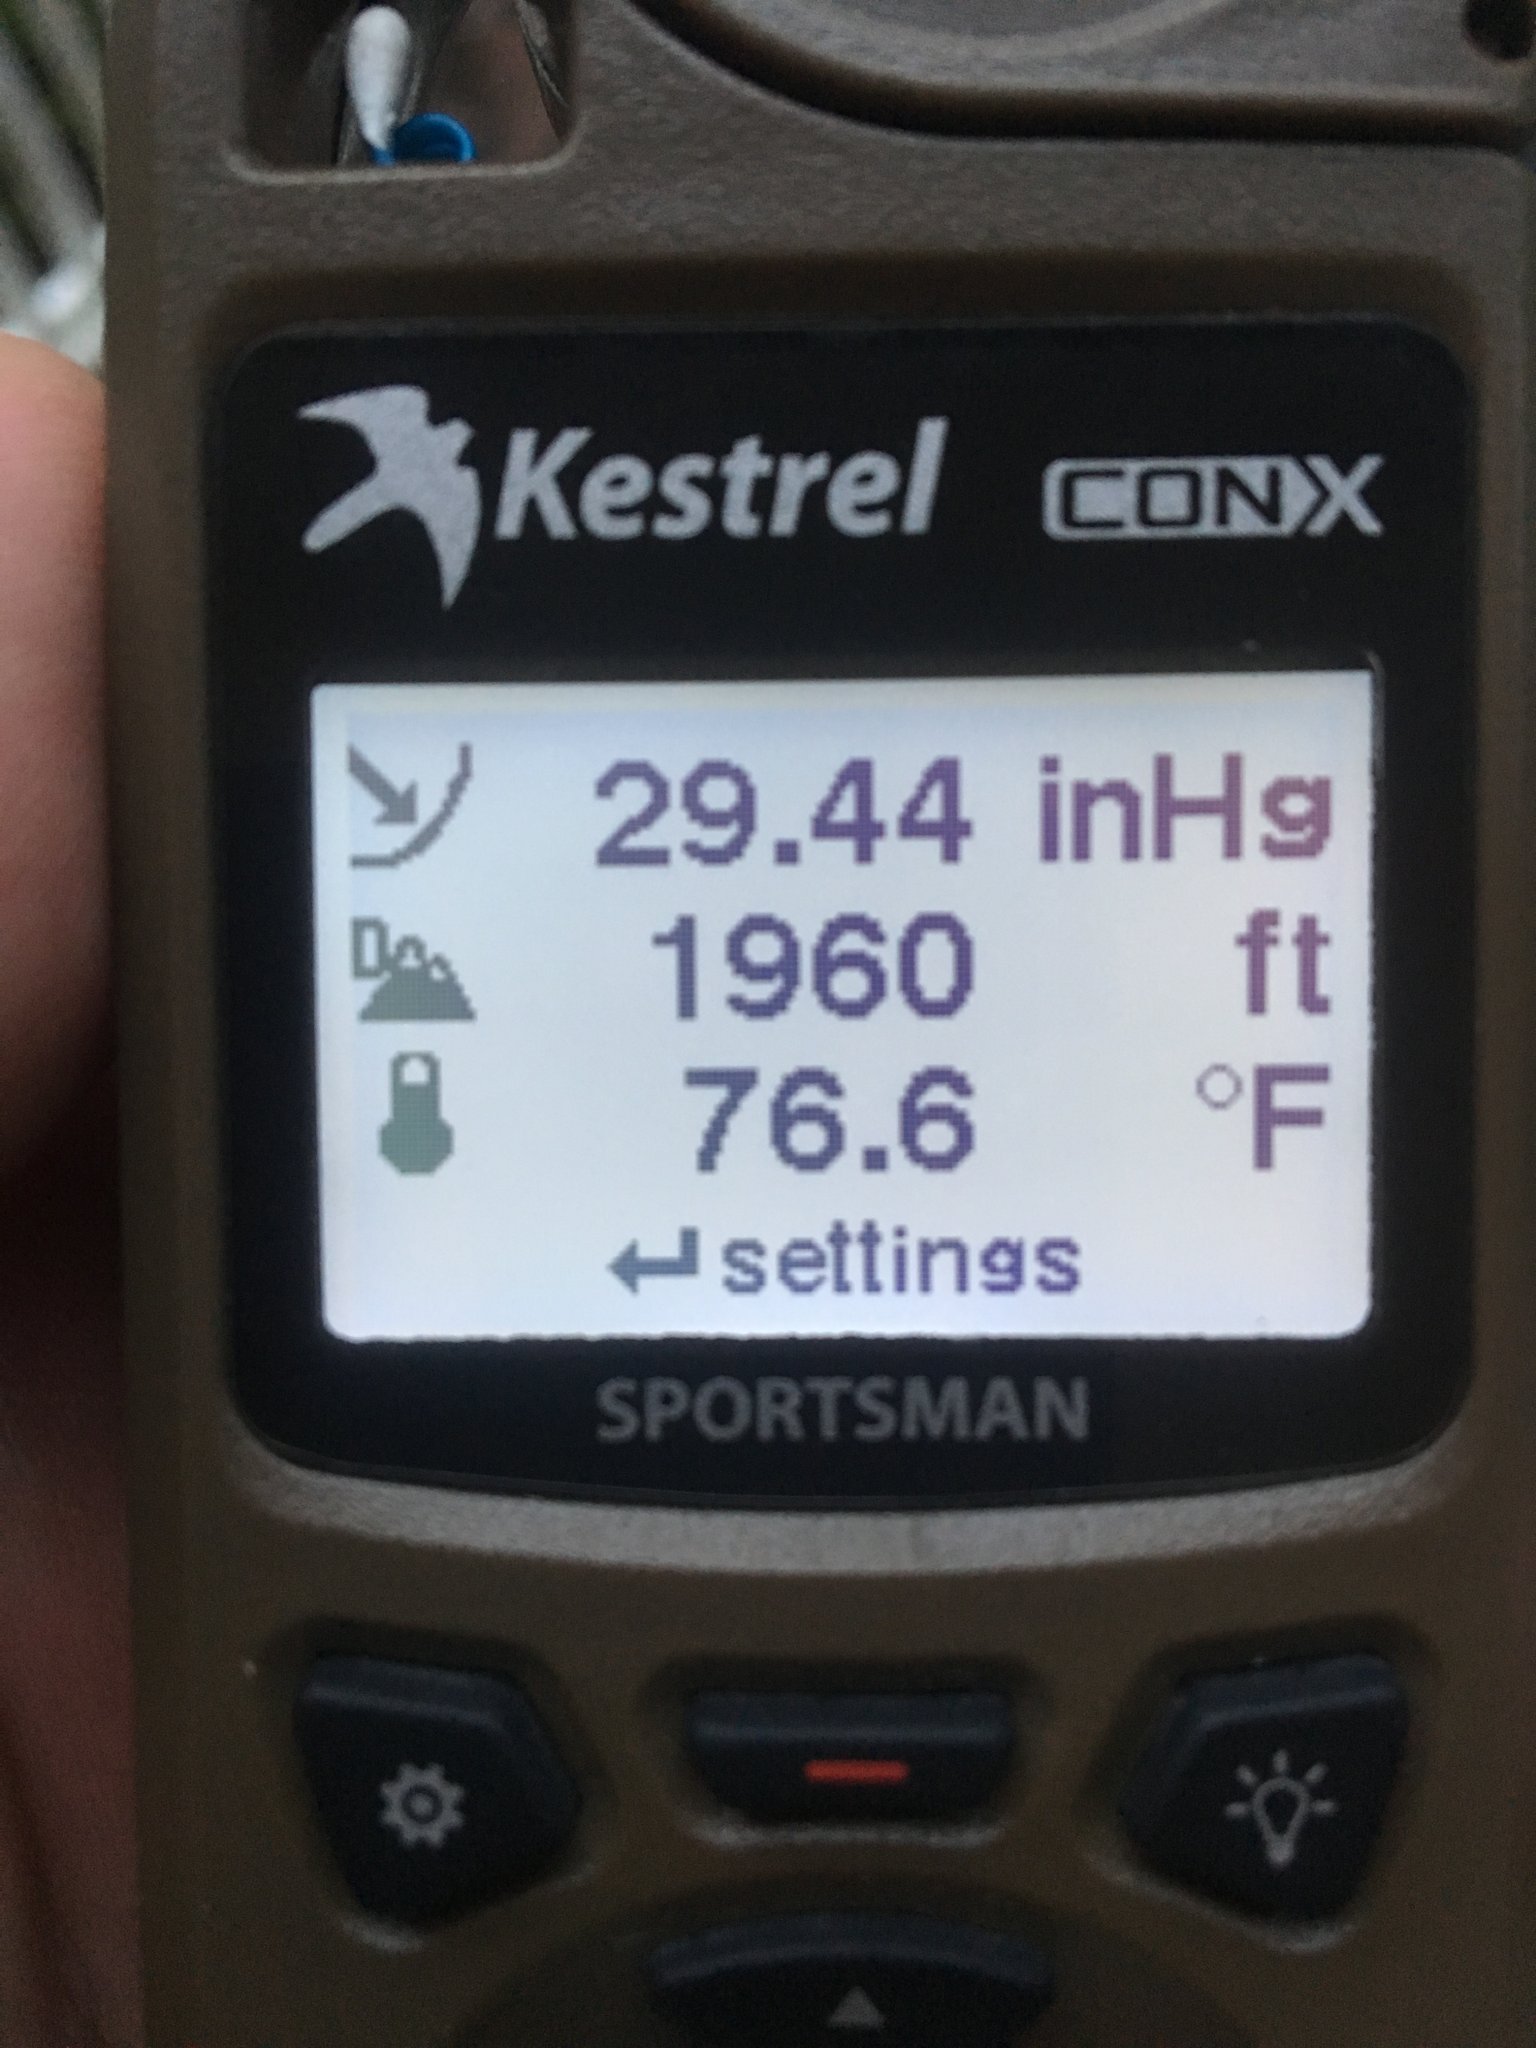 Kestrel CONX
29.44 inHg
D 1960 ft
76.6 °F
settings
SPORTSMAN